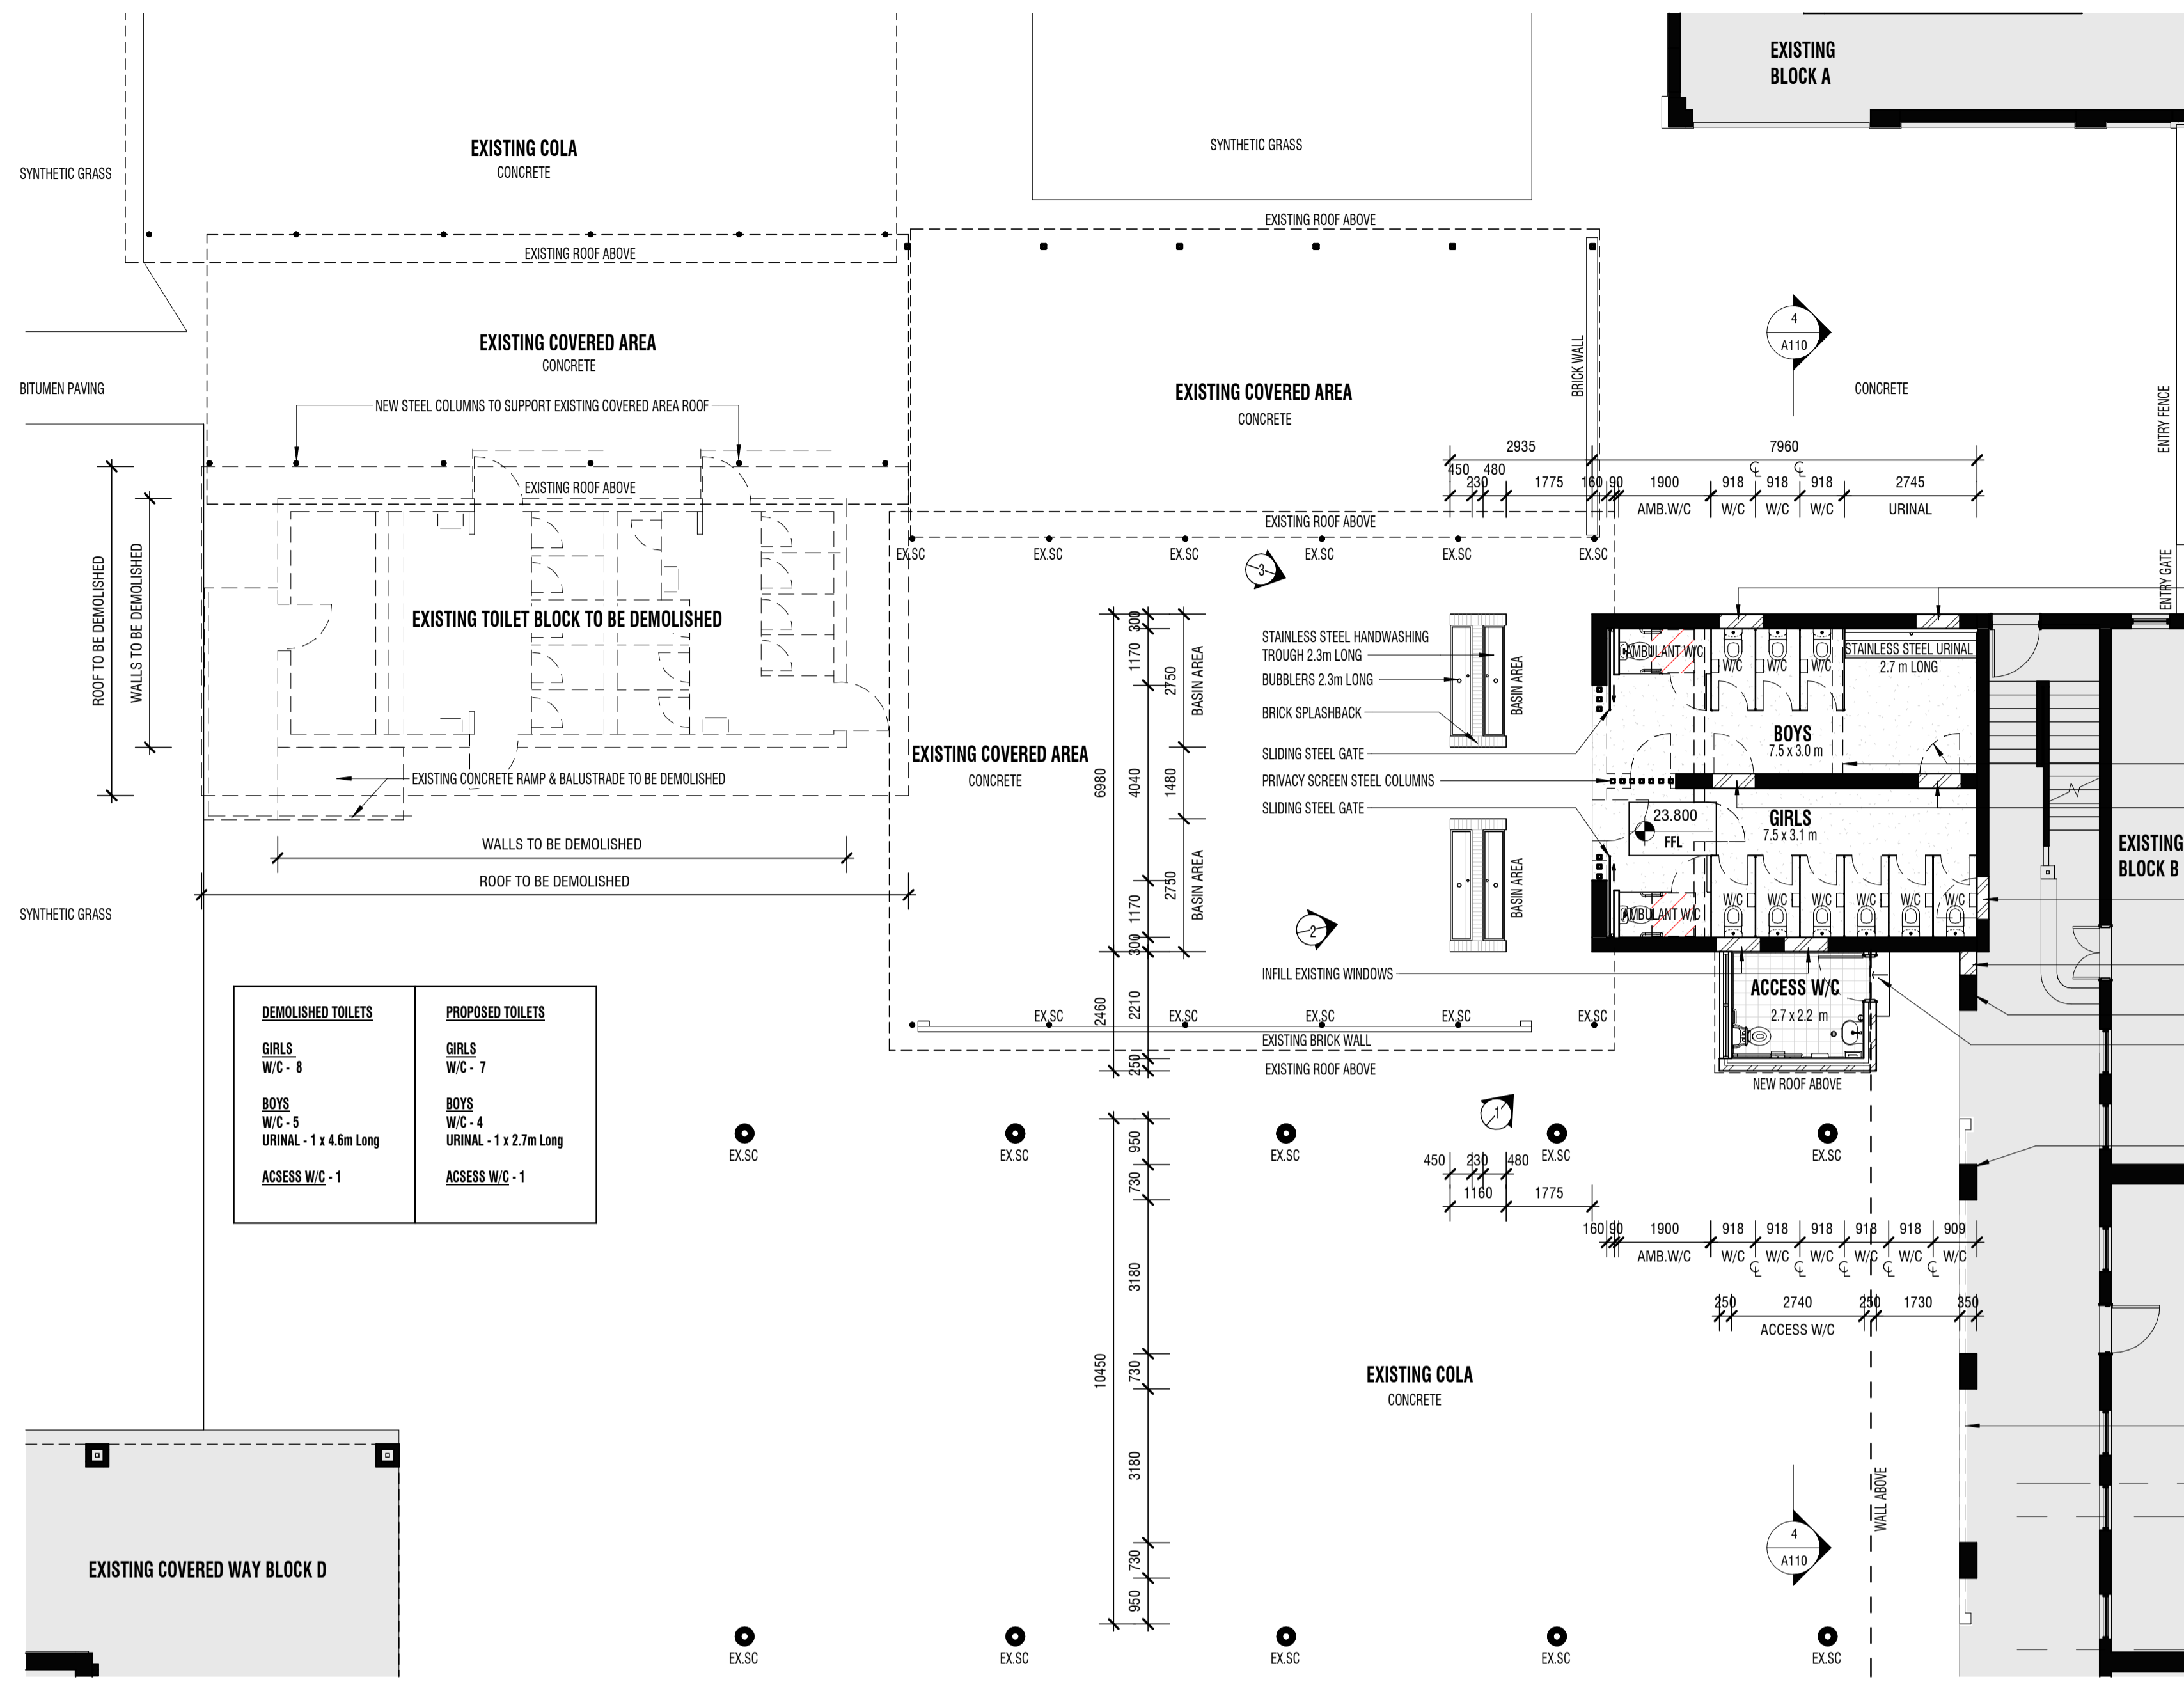 EXISTING
BLOCK A
EXISTING COLA
CONCRETE
SYNTHETIC GRASS
SYNTHETIC GRASS
EXISTING ROOF ABOVE
EXISTING ROOF ABOVE
4
A110
EXISTING COVERED AREA
CONCRETE
BRICK WALL
BITUMEN PAVING
NEW STEEL COLUMNS TO SUPPORT EXISTING COVERED AREA ROOF
EXISTING COVERED AREA
CONCRETE
CONCRETE
ENTRY FENCE
2935
7960
450
230
480
1775
160
90
1900
918
918
918
2745
AMB.W/C
W/C
W/C
W/C
URINAL
EXISTING ROOF ABOVE
EXISTING ROOF ABOVE
EX.SC
EX.SC
EX.SC
EX.SC
EX.SC
EX.SC
3
ENTRY GATE
ROOF TO BE DEMOLISHED
WALLS TO BE DEMOLISHED
EXISTING TOILET BLOCK TO BE DEMOLISHED
EXISTING CONCRETE RAMP & BALUSTRADE TO BE DEMOLISHED
WALLS TO BE DEMOLISHED
ROOF TO BE DEMOLISHED
SYNTHETIC GRASS
EXISTING COVERED AREA
CONCRETE
300
1170
2750
BASIN AREA
6980
4040
1480
2750
BASIN AREA
1170
300
2460
2210
250
STAINLESS STEEL HANDWASHING
TROUGH 2.3m LONG
BUBBLERS 2.3m LONG
BRICK SPLASHBACK
SLIDING STEEL GATE
PRIVACY SCREEN STEEL COLUMNS
SLIDING STEEL GATE
BASIN AREA
BASIN AREA
AMBULANT W/C
W/C
W/C
W/C
STAINLESS STEEL URINAL
2.7 m LONG
BOYS
7.5 x 3.0 m
23.800
FFL
GIRLS
7.5 x 3.1 m
EXISTING
BLOCK B
AMBULANT W/C
W/C
W/C
W/C
W/C
W/C
W/C
2
INFILL EXISTING WINDOWS
ACCESS W/C
2.7 x 2.2 m
NEW ROOF ABOVE
EX.SC
EX.SC
EX.SC
EX.SC
EX.SC
EXISTING BRICK WALL
EXISTING ROOF ABOVE
1
DEMOLISHED TOILETS
GIRLS
W/C - 8
BOYS
W/C - 5
URINAL - 1 x 4.6m Long
ACSESS W/C - 1
PROPOSED TOILETS
GIRLS
W/C - 7
BOYS
W/C - 4
URINAL - 1 x 2.7m Long
ACSESS W/C - 1
EX.SC
EX.SC
EX.SC
EX.SC
EX.SC
450
230
480
1160
1775
160
90
1900
918
918
918
918
918
909
AMB.W/C
W/C
W/C
W/C
W/C
W/C
W/C
250
2740
250
1730
350
ACCESS W/C
950
730
3180
10450
730
3180
730
950
EXISTING COLA
CONCRETE
WALL ABOVE
4
A110
EXISTING COVERED WAY BLOCK D
EX.SC
EX.SC
EX.SC
EX.SC
EX.SC